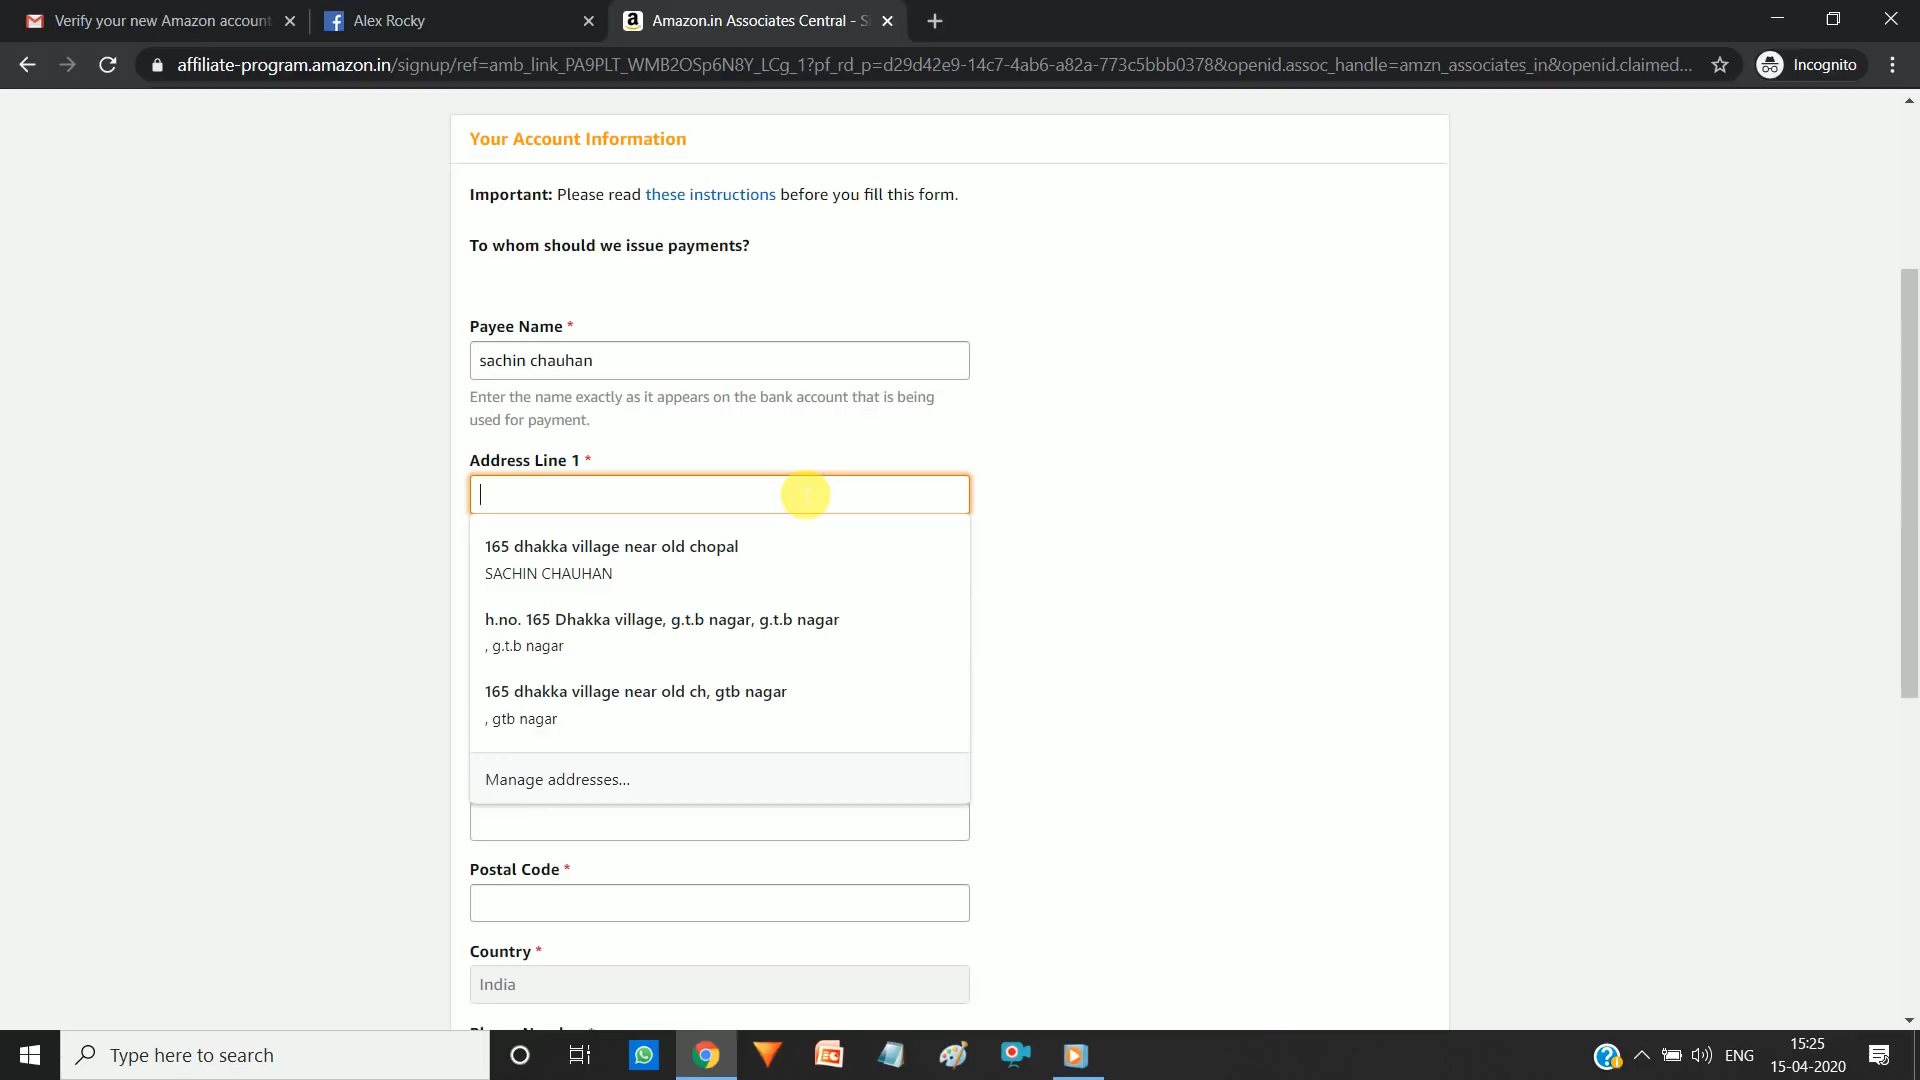 Verify your new Amazon account
Alex Rocky
Amazon.in Associates Central - S
affiliate-program.amazon.in/signup/ref=amb_link_PA9PLT_WMB2OSp6N8Y_LCg_1?pf_rd_p=d29d42e9-14c7-4ab6-a82a-773c5bbb0378&openid.assoc_handle=amzn_associates_in&openid.claimed...
Incognito
Your Account Information
Important: Please read these instructions before you fill this form.
To whom should we issue payments?
Payee Name *
sachin chauhan
Enter the name exactly as it appears on the bank account that is being
used for payment.
Address Line 1 *
165 dhakka village near old chopal
SACHIN CHAUHAN
h.no. 165 Dhakka village, g.t.b nagar, g.t.b nagar
, g.t.b nagar
165 dhakka village near old ch, gtb nagar
, gtb nagar
Manage addresses...
Postal Code *
Country *
India
Type here to search
ENG
15:25
15-04-2020